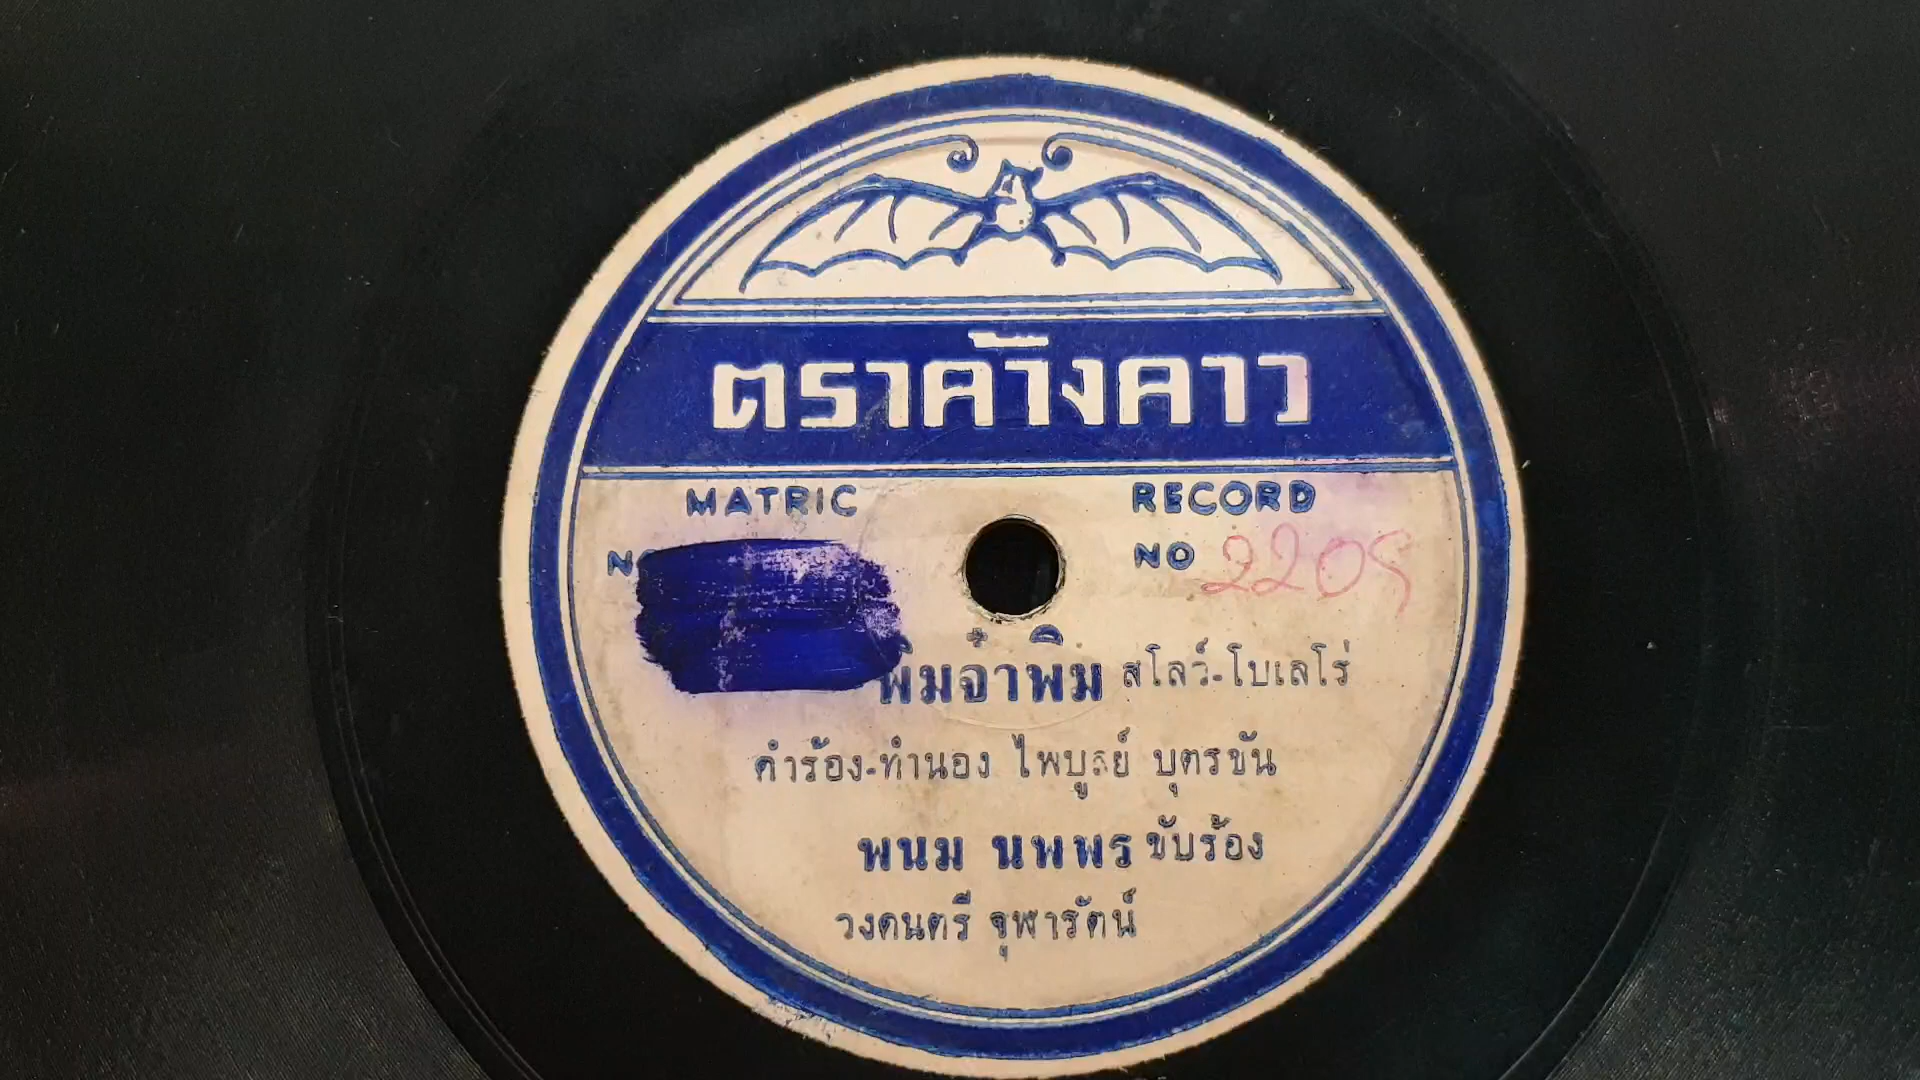 ตราค้างคาว
MATRIC RECORD
NO 2209
พิมจำพิม สโลว์-โบเลโร่
คำร้อง-ทำนอง ไพบูลย์ บุตรขัน
พนม นพพร ขับร้อง
วงดนตรี จุฬารัตน์